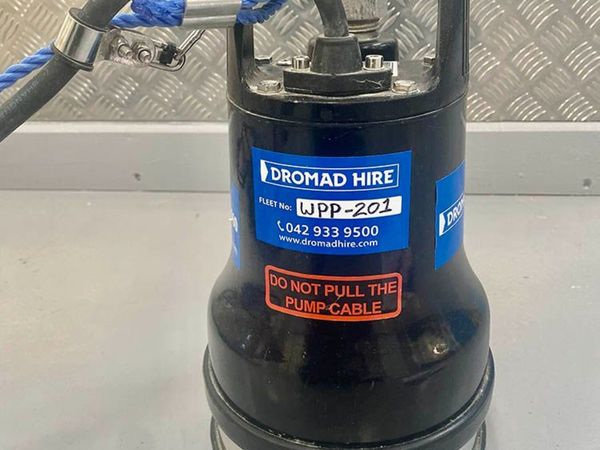 DROMAD HIRE
FLEET No: WPP-201
042 933 9500
www.dromadhire.com
DO NOT PULL THE
PUMP CABLE